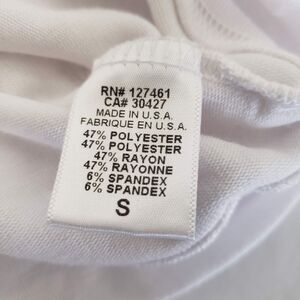 RN# 127461
CA# 30427
MADE IN U.S.A.
FABRIQUE EN U.S.A.
47% POLYESTER
47% POLYESTER
47% RAYON
47% RAYONNE
6% SPANDEX
6% SPANDEX
S